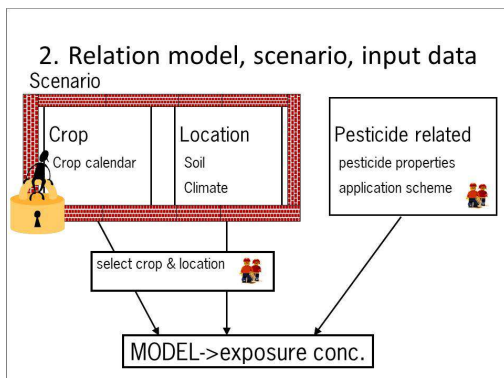 2. Relation model, scenario, input data
Scenario
Crop
Crop calendar
Location
Soil
Climate
Pesticide related
pesticide properties
application scheme
select crop & location
MODEL->exposure conc.